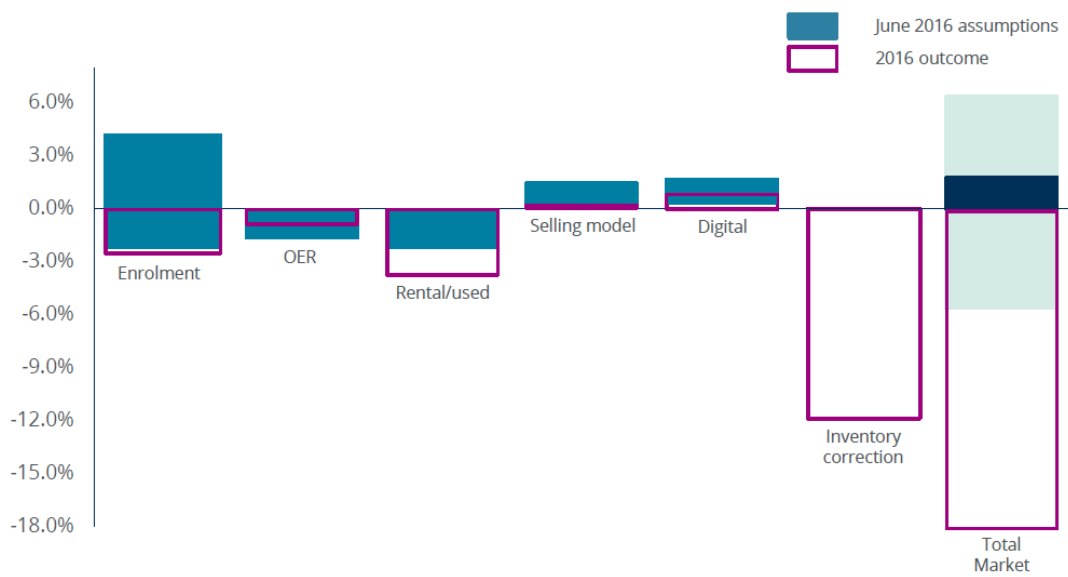 June 2016 assumptions
2016 outcome
6.0%
3.0%
0.0%
-3.0%
-6.0%
-9.0%
-12.0%
-15.0%
-18.0%
Enrolment
OER
Rental/used
Selling model
Digital
Inventory
correction
Total
Market